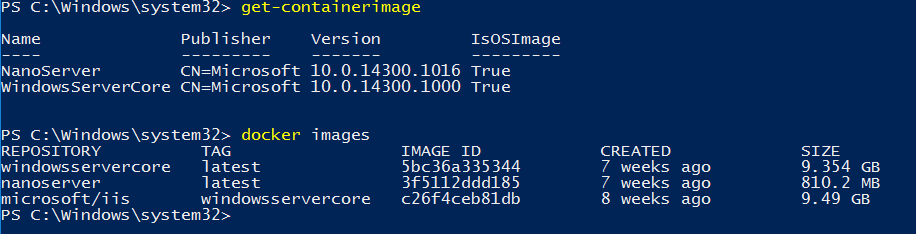 PS C:\Windows\system32> get-containerimage
Name Publisher Version IsOSImage
---- --------- ------- ---------
NanoServer CN=Microsoft 10.0.14300.1016 True
WindowsServerCore CN=Microsoft 10.0.14300.1000 True
PS C:\Windows\system32> docker images
REPOSITORY TAG IMAGE ID CREATED SIZE
windowsservercore latest 5bc36a335344 7 weeks ago 9.354 GB
nanoserver latest 3f5112ddd185 7 weeks ago 810.2 MB
microsoft/iis windowsservercore c26f4ceb81db 8 weeks ago 9.49 GB
PS C:\Windows\system32>